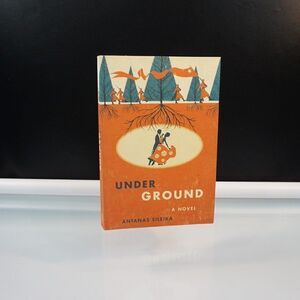 UNDER
GROUND
A NOVEL
ANTANAS SILEIKA